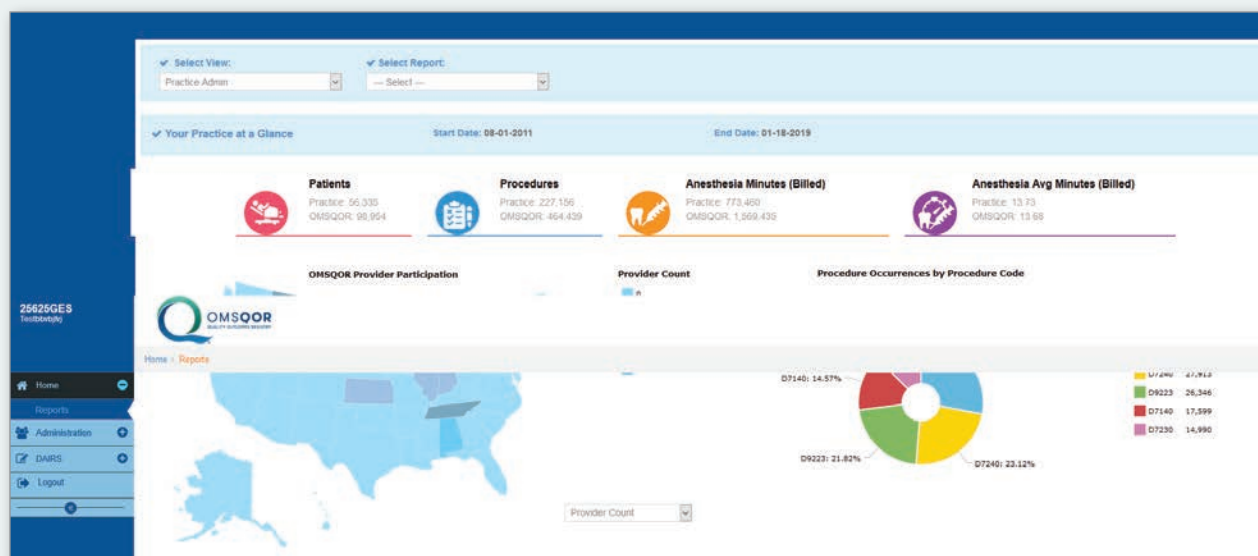 Select View:
Select Report:
Practice Admin
--- Select ---
Your Practice at a Glance
Start Date: 08-01-2011
End Date: 01-18-2019
Patients
Practice: 56,335
OMSQOR: 98,954
Procedures
Practice: 227,156
OMSQOR: 464,439
Anesthesia Minutes (Billed)
Practice: 773,460
OMSQOR: 1,569,435
Anesthesia Avg Minutes (Billed)
Practice: 13.73
OMSQOR: 13.68
OMSQOR Provider Participation
Provider Count
Procedure Occurrences by Procedure Code
0
25625GES
OMSQOR
QUALITY OUTCOMES REGISTRY
Home > Reports
Home
Reports
Administration
DAIRS
Logout
D7140: 14.57%
D9223: 21.82%
D7240: 23.12%
D7240 27,913
D9223 26,346
D7140 17,599
D7230 14,990
Provider Count